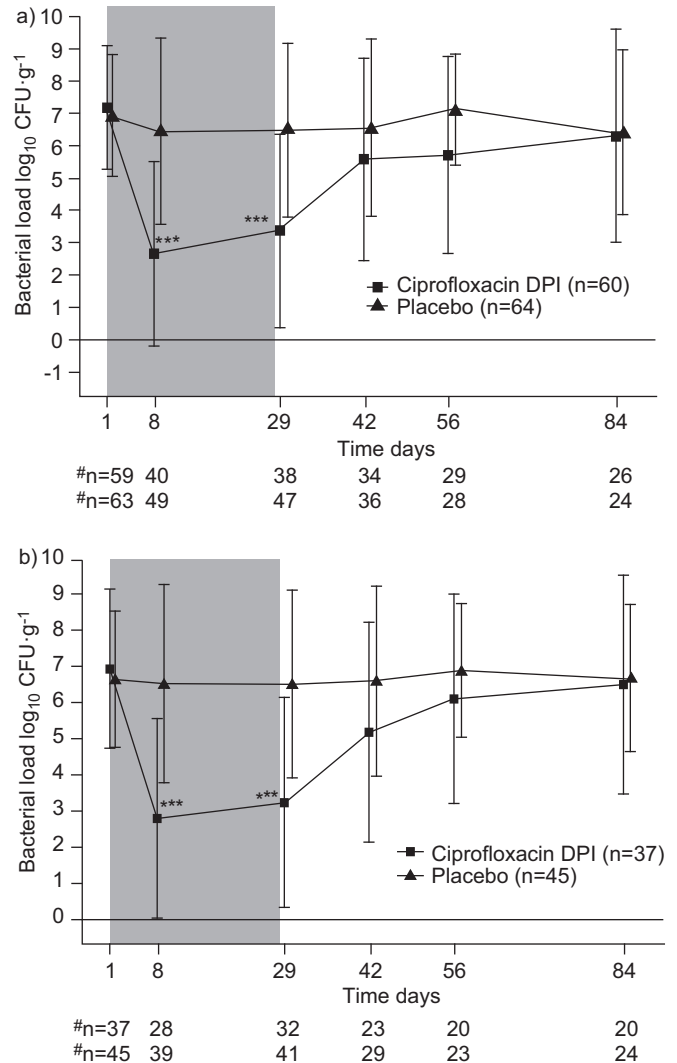 a) 10
9
8
7
6
5
4
3
2
1
0
-1
Bacterial load log10 CFU·g-1
***
***
Ciprofloxacin DPI (n=60)
Placebo (n=64)
1 8 29 42 56 84
Time days
#n=59 40 38 34 29 26
#n=63 49 47 36 28 24
b) 10
9
8
7
6
5
4
3
2
1
0
Bacterial load log10 CFU·g-1
***
***
Ciprofloxacin DPI (n=37)
Placebo (n=45)
1 8 29 42 56 84
Time days
#n=37 28 32 23 20 20
#n=45 39 41 29 23 24